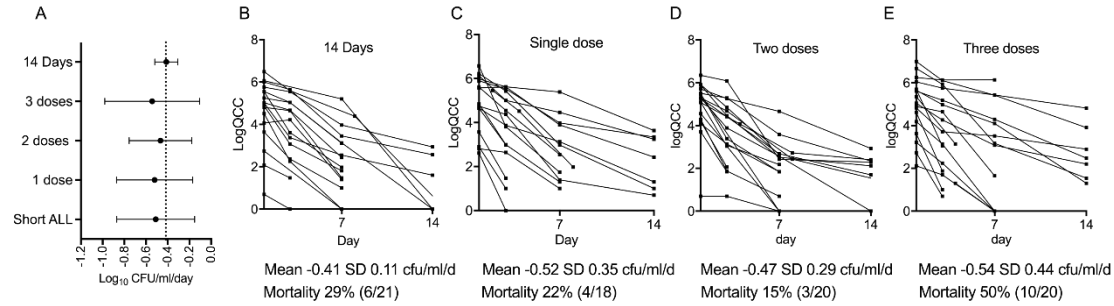 A
14 Days
3 doses
2 doses
1 dose
Short ALL
-1.2 -1.0 -0.8 -0.6 -0.4 -0.2 0.0
Log10 CFU/ml/day
B
14 Days
LogQCC
8
6
4
2
0
7 14
Day
Mean -0.41 SD 0.11 cfu/ml/d
Mortality 29% (6/21)
C
Single dose
LogQCC
8
6
4
2
0
7 14
Day
Mean -0.52 SD 0.35 cfu/ml/d
Mortality 22% (4/18)
D
Two doses
logQCC
8
6
4
2
0
7 14
day
Mean -0.47 SD 0.29 cfu/ml/d
Mortality 15% (3/20)
E
Three doses
logQCC
8
6
4
2
0
7 14
day
Mean -0.54 SD 0.44 cfu/ml/d
Mortality 50% (10/20)